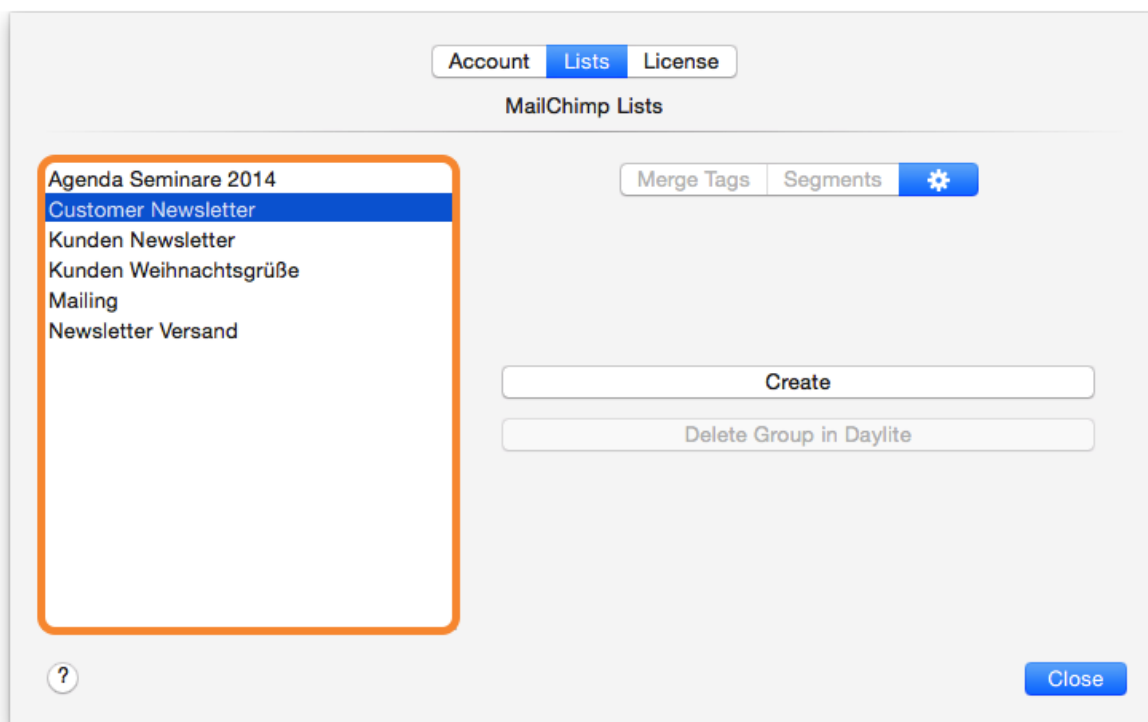 Account Lists License
MailChimp Lists
Agenda Seminare 2014
Customer Newsletter
Kunden Newsletter
Kunden Weihnachtsgrüße
Mailing
Newsletter Versand
Merge Tags Segments
Create
Delete Group in Daylite
?
Close